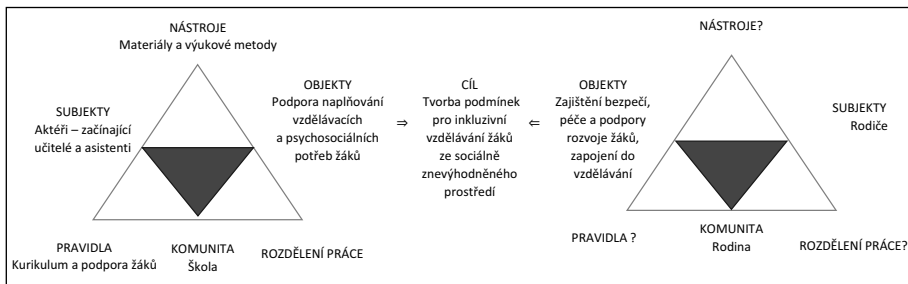 NÁSTROJE
Materiály a výukové metody
SUBJEKTY
Aktéři – začínající
učitelé a asistenti
OBJEKTY
Podpora naplňování
vzdělávacích
a psychosociálních
potřeb žáků
PRAVIDLA
Kurikulum a podpora žáků
KOMUNITA
Škola
ROZDĚLENÍ PRÁCE
⇒
CÍL
Tvorba podmínek
pro inkluzivní
vzdělávání žáků
ze sociálně
znevýhodněného
prostředí
⇐
NÁSTROJE?
OBJEKTY
Zajištění bezpečí,
péče a podpory
rozvoje žáků,
zapojení do
vzdělávání
SUBJEKTY
Rodiče
PRAVIDLA ?
KOMUNITA
Rodina
ROZDĚLENÍ PRÁCE?